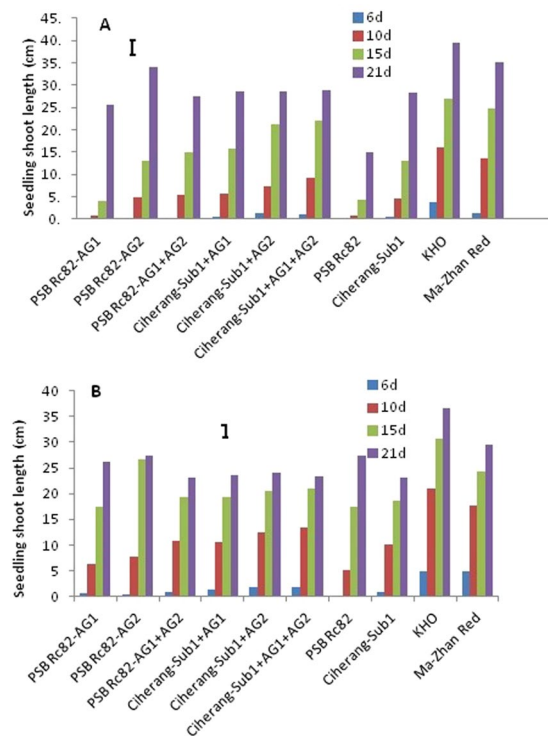 A
6d
10d
15d
21d
Seedling shoot length (cm)
45.
40.
35.
30.
25.
20.
15.
10.
5.
0.
PSB Rc82-AG1
PSB Rc82-AG2
PSB Rc82-AG1+AG2
Ciherang-Sub1+AG1
Ciherang-Sub1+AG2
Ciherang-Sub1+AG1+AG2
PSB Rc82
Ciherang-Sub1
KHO
Ma-Zhan Red
B
6d
10d
15d
21d
Seedling shoot length (cm)
40
35
30
25
20
15
10
5
0
PSB Rc82-AG1
PSB Rc82-AG2
PSB Rc82-AG1+AG2
Ciherang-Sub1+AG1
Ciherang-Sub1+AG2
Ciherang-Sub1+AG1+AG2
PSB Rc82
Ciherang-Sub1
KHO
Ma-Zhan Red